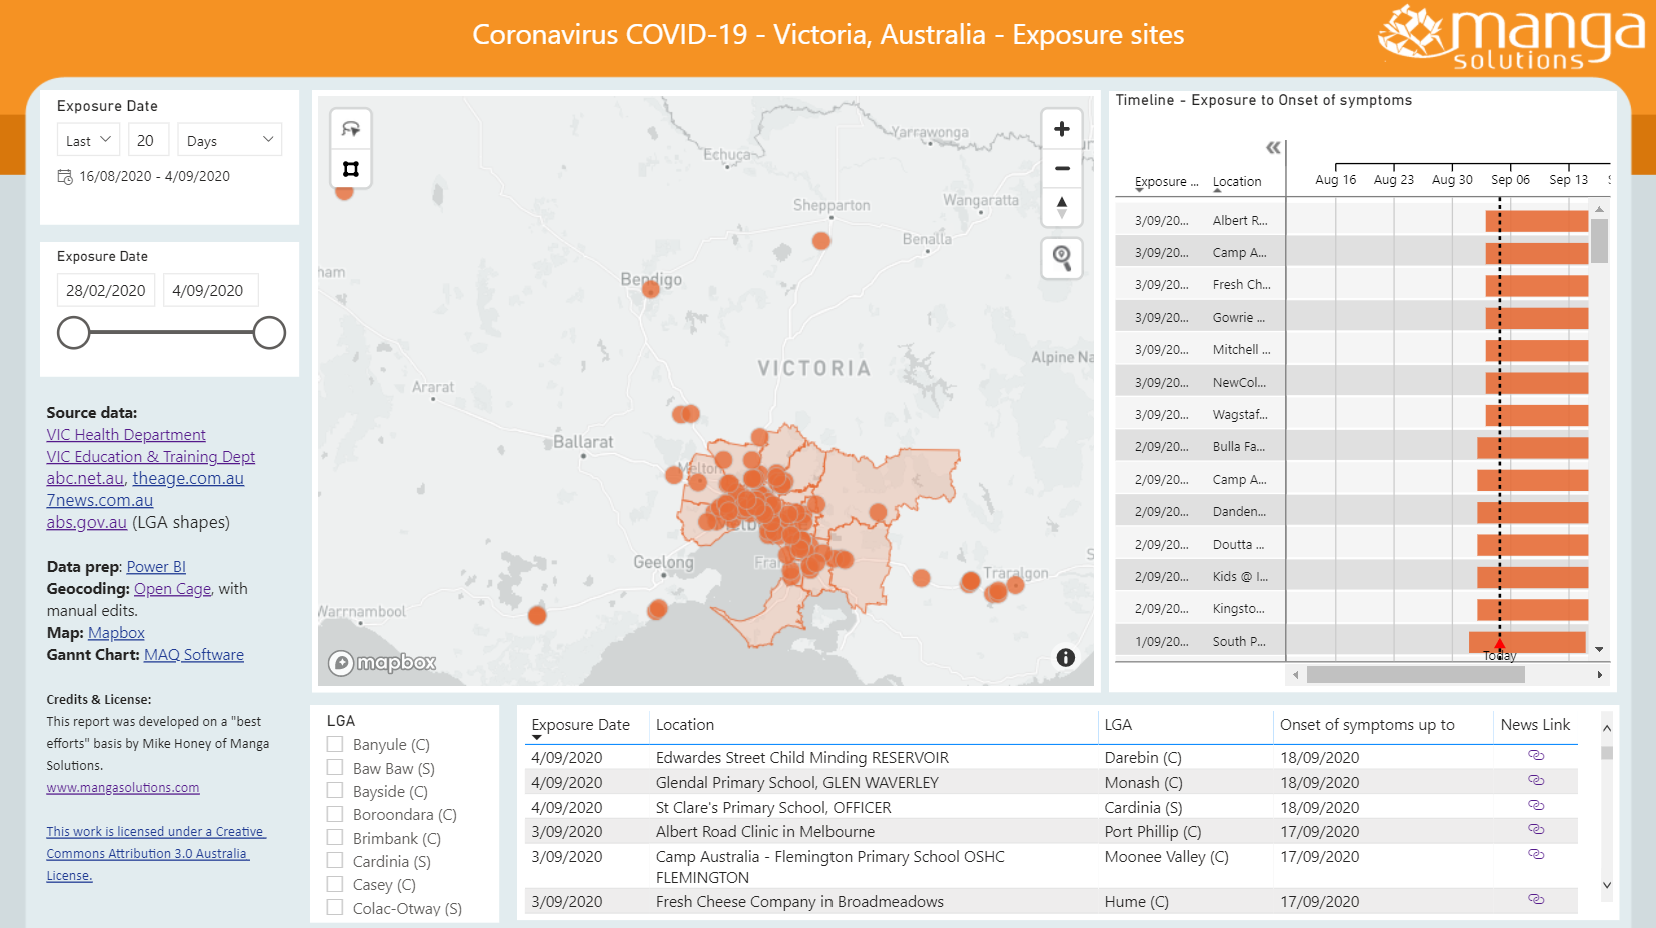 Coronavirus COVID-19 - Victoria, Australia - Exposure sites
manga
solutions
Exposure Date
Last 20 Days
16/08/2020 - 4/09/2020
Exposure Date
28/02/2020 4/09/2020
Source data:
VIC Health Department
VIC Education & Training Dept
abc.net.au, theage.com.au
7news.com.au
abs.gov.au (LGA shapes)
Data prep: Power BI
Geocoding: Open Cage, with
manual edits.
Map: Mapbox
Gannt Chart: MAQ Software
Credits & License:
This report was developed on a "best
efforts" basis by Mike Honey of Manga
Solutions.
www.mangasolutions.com
This work is licensed under a Creative
Commons Attribution 3.0 Australia
License.
Yarrawonga
Echuca
Shepparton
Wangaratta
Benalla
ham
Bendigo
VICTORIA
Alpine Na
Ararat
Ballarat
Melton
Melb
Geelong
Fran
Traralgon
S
Warrnambool
mapbox
Timeline - Exposure to Onset of symptoms
Exposure ... Location Aug 16 Aug 23 Aug 30 Sep 06 Sep 13 S
3/09/20... Albert R...
3/09/20... Camp A...
3/09/20... Fresh Ch...
3/09/20... Gowrie ...
3/09/20... Mitchell ...
3/09/20... NewCol...
3/09/20... Wagstaf...
2/09/20... Bulla Fa...
2/09/20... Camp A...
2/09/20... Danden...
2/09/20... Doutta ...
2/09/20... Kids @ I...
2/09/20... Kingsto...
1/09/20... South P...
Today
LGA
Banyule (C)
Baw Baw (S)
Bayside (C)
Boroondara (C)
Brimbank (C)
Cardinia (S)
Casey (C)
Colac-Otway (S)
Exposure Date Location LGA Onset of symptoms up to News Link
4/09/2020 Edwardes Street Child Minding RESERVOIR Darebin (C) 18/09/2020
4/09/2020 Glendal Primary School, GLEN WAVERLEY Monash (C) 18/09/2020
4/09/2020 St Clare's Primary School, OFFICER Cardinia (S) 18/09/2020
3/09/2020 Albert Road Clinic in Melbourne Port Phillip (C) 17/09/2020
3/09/2020 Camp Australia - Flemington Primary School OSHC Moonee Valley (C) 17/09/2020
FLEMINGTON
3/09/2020 Fresh Cheese Company in Broadmeadows Hume (C) 17/09/2020